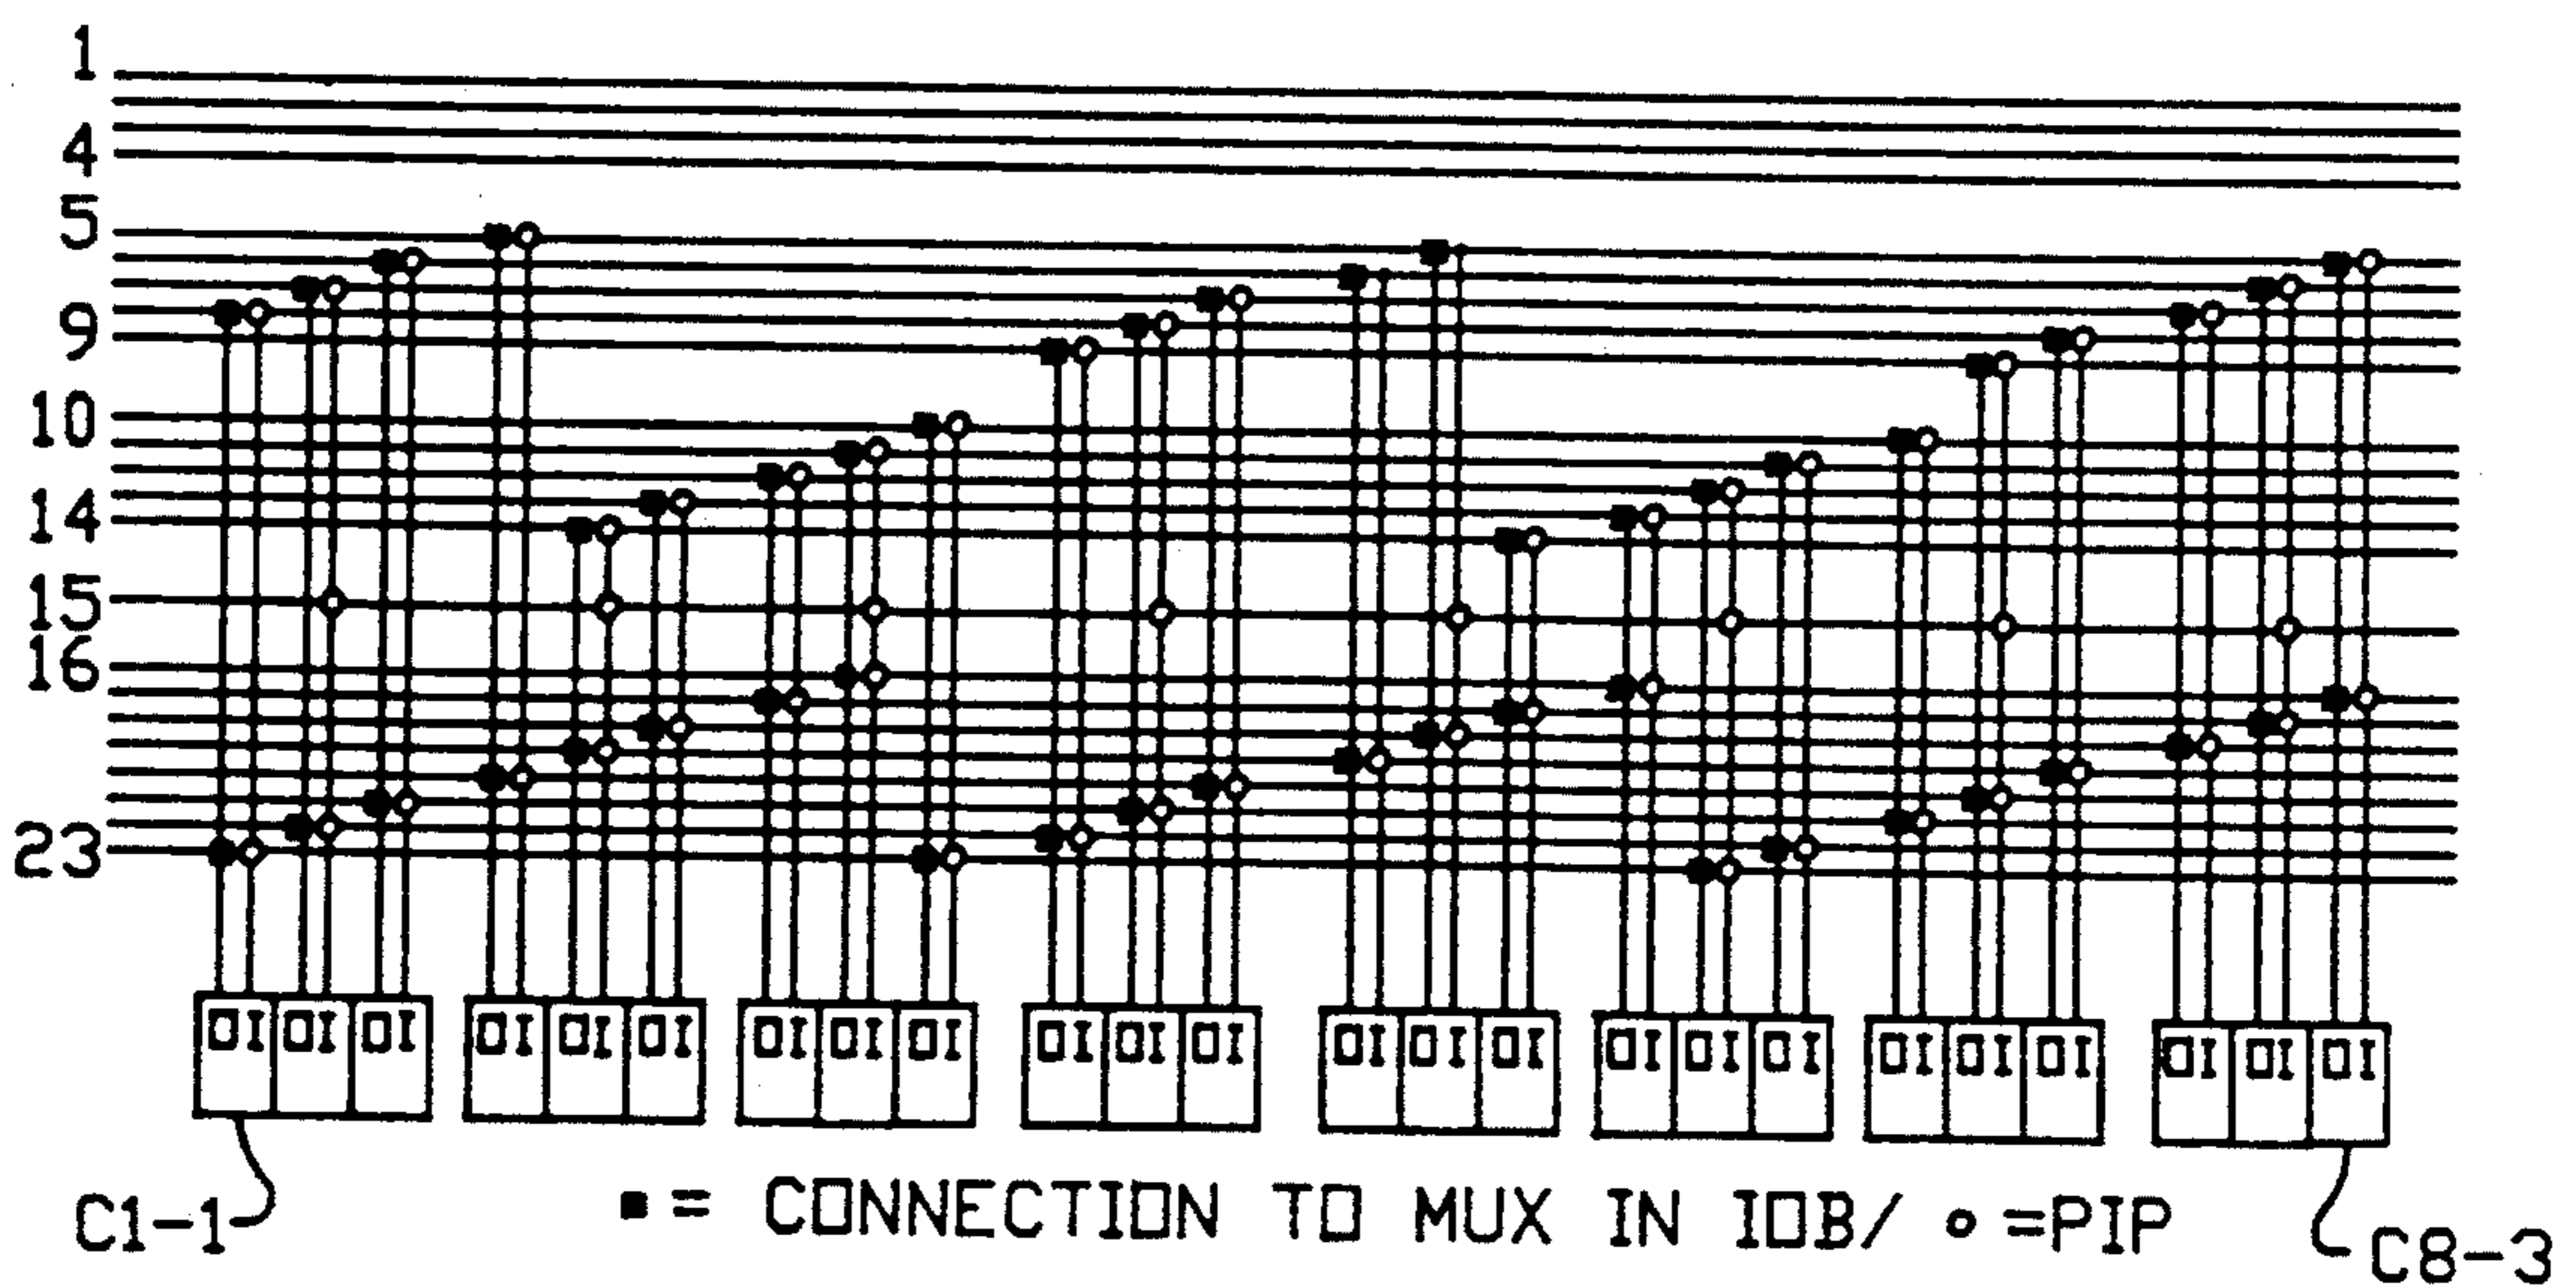 1
4
5
9
10
14
15
16
23
OI OI OI OI OI OI OI OI OI OI OI OI OI OI OI OI OI OI OI OI OI OI OI OI
C1-1
■ = CONNECTION TO MUX IN IOB/ o =PIP
C8-3